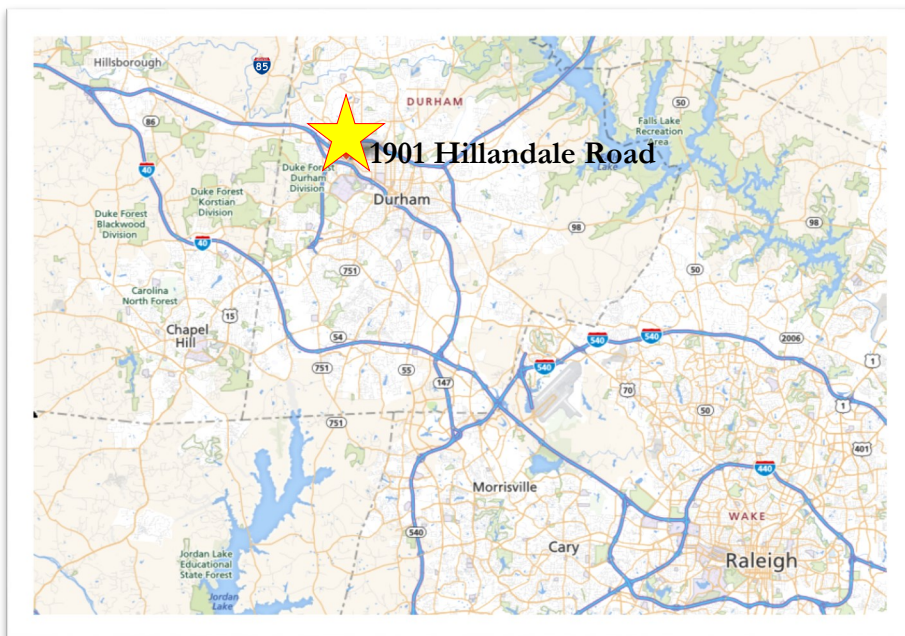 Hillsborough
85
DURHAM
50
Falls Lake
Recreation
Area
Lake
86
1901 Hillandale Road
40
Duke Forest
Durham
Division
Duke Forest
Korstian
Division
Durham
Duke Forest
Blackwood
Division
98
98
40
751
50
Carolina
North Forest
15
Chapel
Hill
54
540
540
2006
540
1
751
55
147
70
50
1
751
401
440
Morrisville
WAKE
540
Cary
Raleigh
Jordan Lake
Educational
State Forest
Jordan
Lake